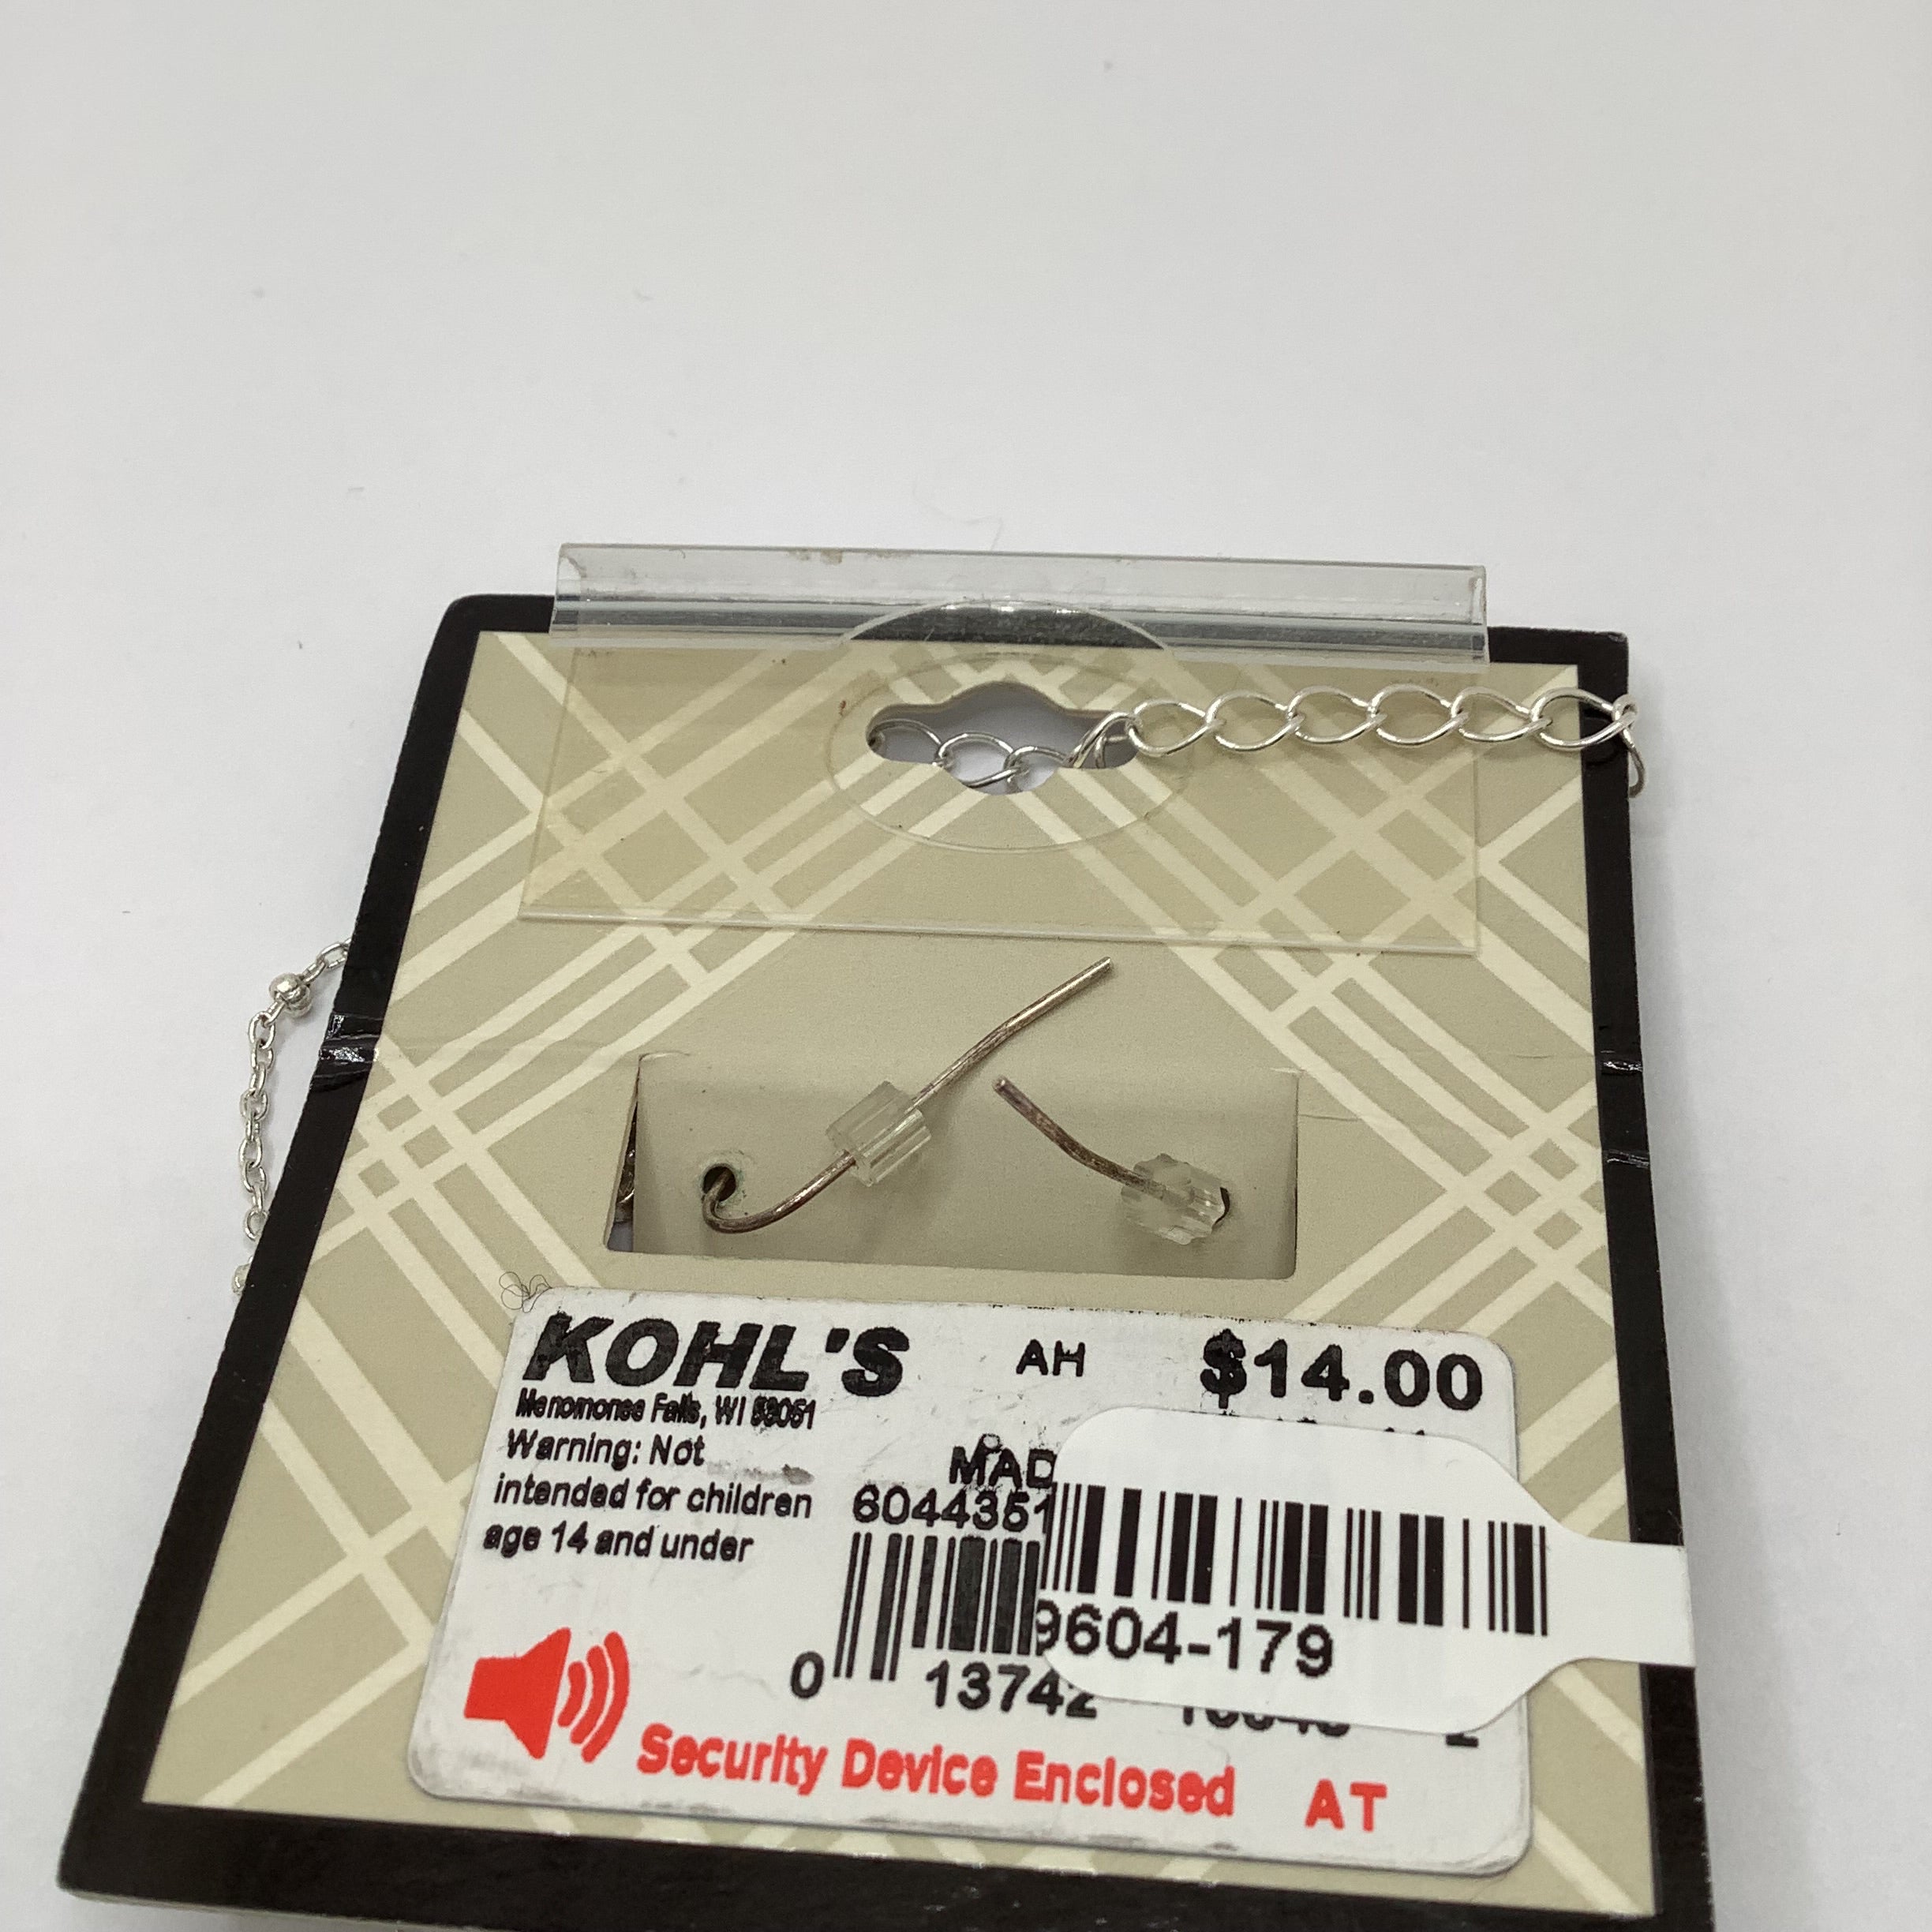 KOHL'S AH $14.00
Menomonee Falls, WI 53051
Warning: Not
intended for children
age 14 and under
MAD
6044351
9604-179
0 13742
Security Device Enclosed AT